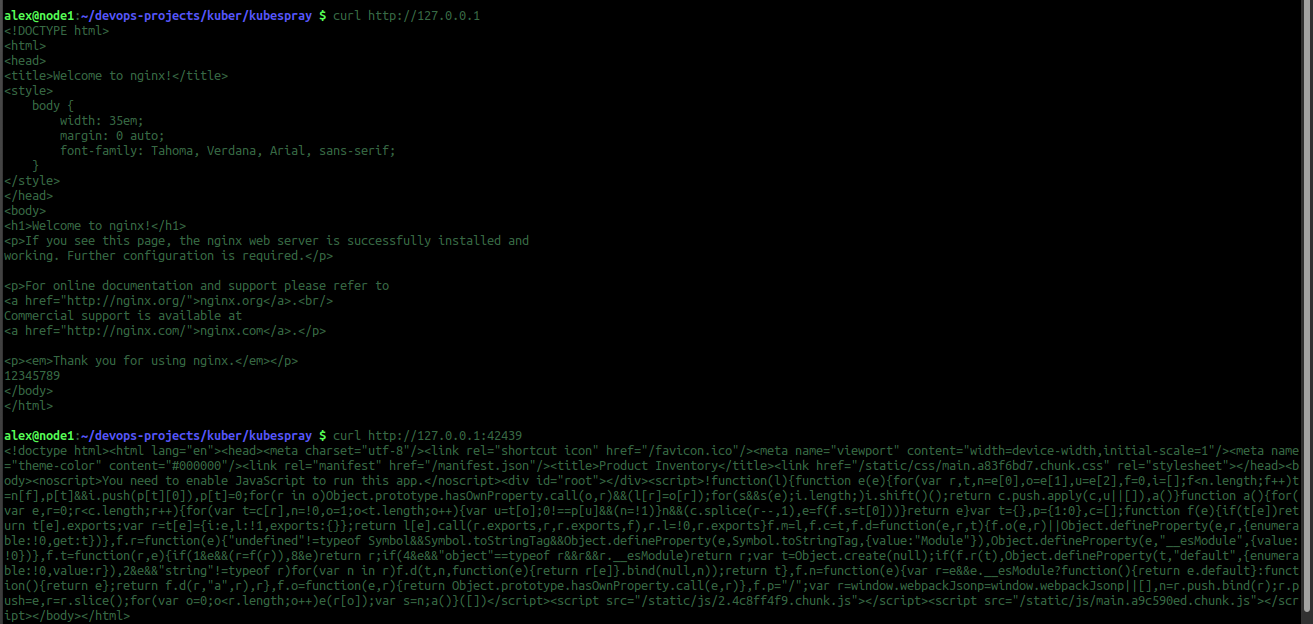 alex@node1:~/devops-projects/kuber/kubespray $ curl http://127.0.0.1
<!DOCTYPE html>
<html>
<head>
<title>Welcome to nginx!</title>
<style>
    body {
        width: 35em;
        margin: 0 auto;
        font-family: Tahoma, Verdana, Arial, sans-serif;
    }
</style>
</head>
<body>
<h1>Welcome to nginx!</h1>
<p>If you see this page, the nginx web server is successfully installed and
working. Further configuration is required.</p>

<p>For online documentation and support please refer to
<a href="http://nginx.org/">nginx.org</a>.<br/>
Commercial support is available at
<a href="http://nginx.com/">nginx.com</a>.</p>

<p><em>Thank you for using nginx.</em></p>
12345789
</body>
</html>

alex@node1:~/devops-projects/kuber/kubespray $ curl http://127.0.0.1:42439
<!doctype html><html lang="en"><head><meta charset="utf-8"/><link rel="shortcut icon" href="/favicon.ico"/><meta name="viewport" content="width=device-width,initial-scale=1"/><meta name
="theme-color" content="#000000"/><link rel="manifest" href="/manifest.json"/><title>Product Inventory</title><link href="/static/css/main.a83f6bd7.chunk.css" rel="stylesheet"></head><b
ody><noscript>You need to enable JavaScript to run this app.</noscript><div id="root"></div><script>!function(l){function e(e){for(var r,t,n=e[0],o=e[1],u=e[2],f=0,i=[];f<n.length;f++)t
=n[f],p[t]&&i.push(p[t][0]),p[t]=0;for(r in o)Object.prototype.hasOwnProperty.call(o,r)&&(l[r]=o[r]);for(s&&s(e);i.length;)i.shift()();return c.push.apply(c,u||[]),a()}function a(){for(
var e,r=0;r<c.length;r++){for(var t=c[r],n=!0,o=1;o<t.length;o++){var u=t[o];0!==p[u]&&(n=!1)}n&&(c.splice(r--,1),e=f(f.s=t[0]))}return e}var t={},p={1:0},c=[];function f(e){if(t[e])ret
urn t[e].exports;var r=t[e]={i:e,l:!1,exports:{}};return l[e].call(r.exports,r,r.exports,f),r.l=!0,r.exports}f.m=l,f.c=t,f.d=function(e,r,t){f.o(e,r)||Object.defineProperty(e,r,{enumera
ble:!0,get:t})},f.r=function(e){"undefined"!=typeof Symbol&&Symbol.toStringTag&&Object.defineProperty(e,Symbol.toStringTag,{value:"Module"}),Object.defineProperty(e,"__esModule",{value:
!0})},f.t=function(r,e){if(1&e&&(r=f(r)),8&e)return r;if(4&e&&"object"==typeof r&&r&&r.__esModule)return r;var t=Object.create(null);if(f.r(t),Object.defineProperty(t,"default",{enumera
ble:!0,value:r}),2&e&&"string"!=typeof r)for(var n in r)f.d(t,n,function(e){return r[e]}.bind(null,n));return t},f.n=function(e){var r=e&&e.__esModule?function(){return e.default}:funct
ion(){return e};return f.d(r,"a",r),r},f.o=function(e,r){return Object.prototype.hasOwnProperty.call(e,r)},f.p="/";var r=window.webpackJsonp=window.webpackJsonp||[],n=r.push.bind(r);r.p
ush=e,r=r.slice();for(var o=0;o<r.length;o++)e(r[o]);var s=n;a()}([])</script><script src="/static/js/2.4c8ff4f9.chunk.js"></script><script src="/static/js/main.a9c590ed.chunk.js"></scr
ipt></body></html>